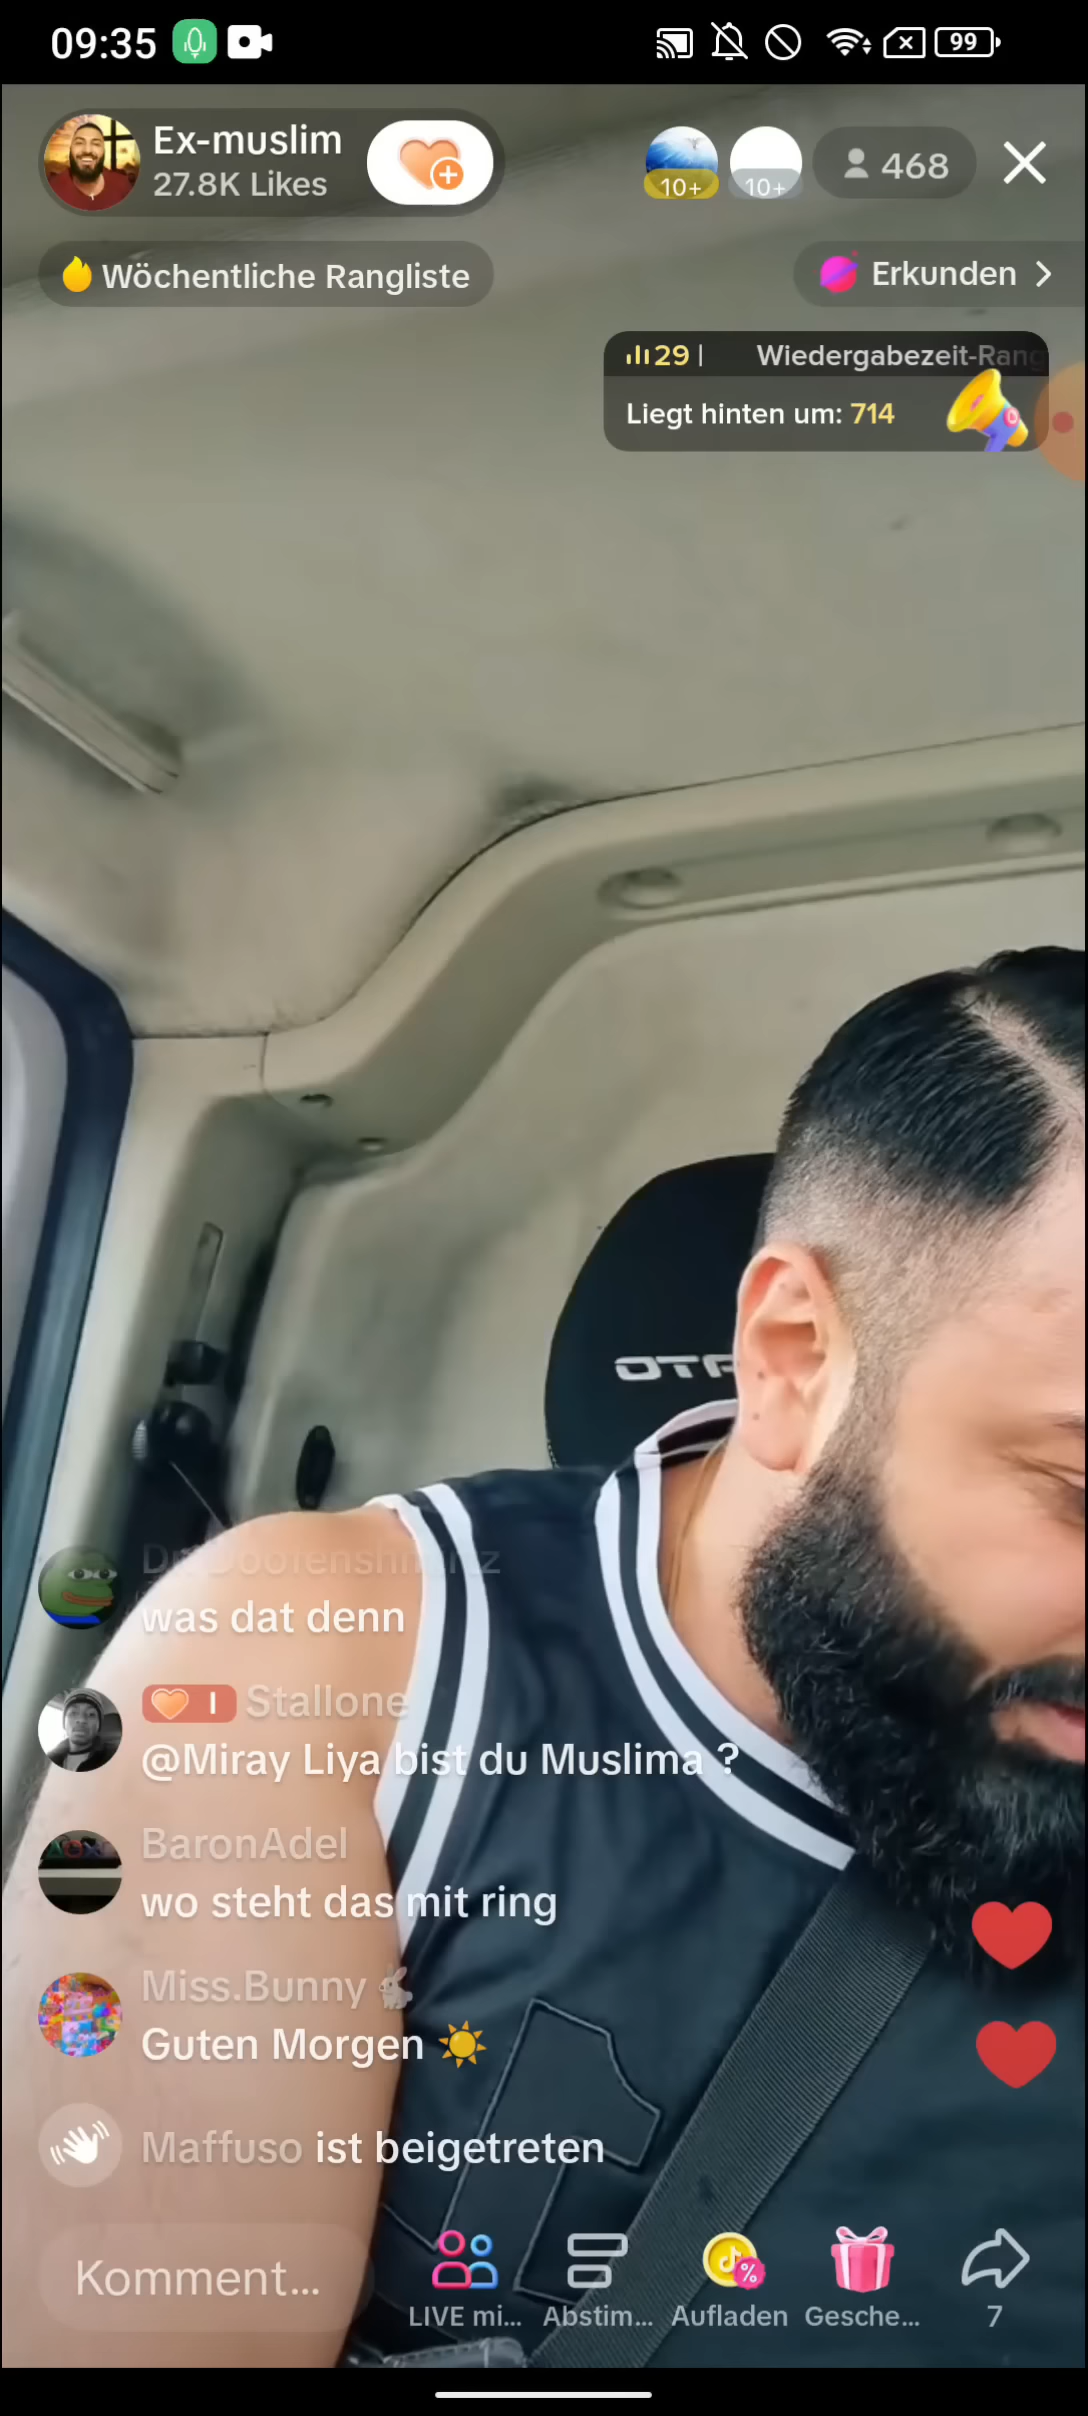 09:35
99
Ex-muslim
27.8K Likes
10+
10+
468
Wöchentliche Rangliste
Erkunden
29 | Wiedergabezeit-Rang
Liegt hinten um: 714
was dat denn
I Stallone
@Miray Liya bist du Muslima ?
BaronAdel
wo steht das mit ring
Miss.Bunny
Guten Morgen
Maffuso ist beigetreten
Komment...
LIVE mi...
Abstim...
Aufladen
Gesche...
7